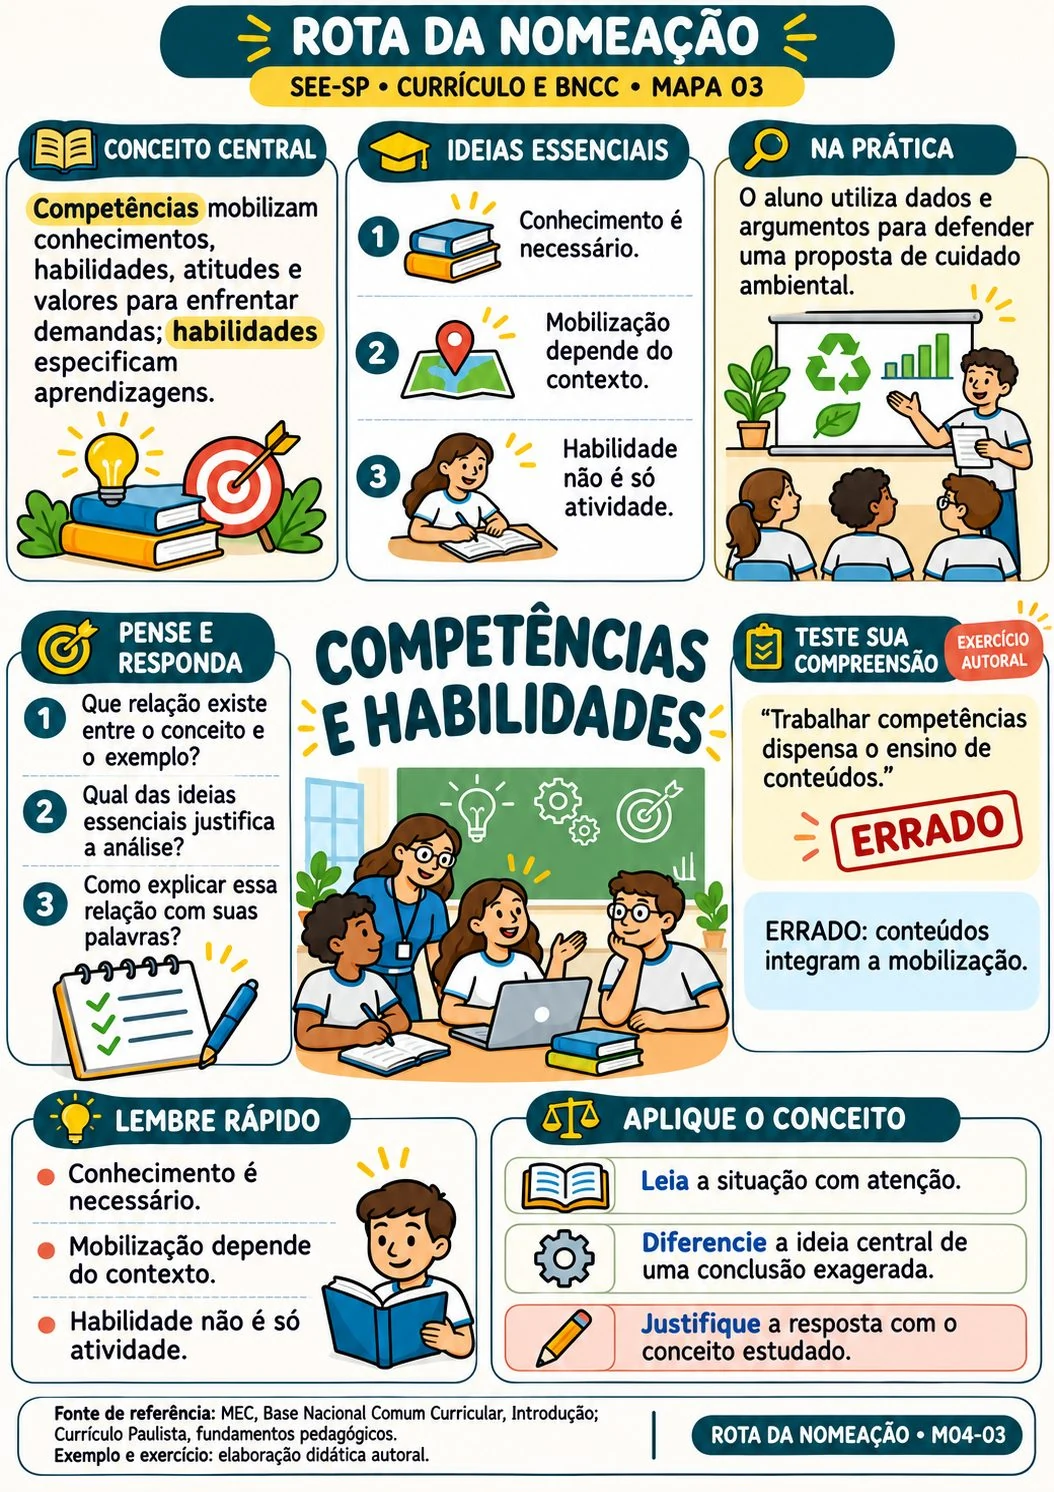 ROTA DA NOMEAÇÃO
SEE-SP • CURRÍCULO E BNCC • MAPA 03
CONCEITO CENTRAL
Competências mobilizam
conhecimentos,
habilidades, atitudes e
valores para enfrentar
demandas; habilidades
especificam
aprendizagens.
IDEIAS ESSENCIAIS
1
Conhecimento é
necessário.
2
Mobilização
depende do
contexto.
3
Habilidade
não é só
atividade.
NA PRÁTICA
O aluno utiliza dados e
argumentos para defender
uma proposta de cuidado
ambiental.
PENSE E
RESPONDA
1
Que relação existe
entre o conceito e
o exemplo?
2
Qual das ideias
essenciais justifica
a análise?
3
Como explicar essa
relação com suas
palavras?
COMPETÊNCIAS
E HABILIDADES
TESTE SUA
COMPREENSÃO
EXERCÍCIO
AUTORAL
“Trabalhar competências
dispensa o ensino de
conteúdos.”
ERRADO
ERRADO: conteúdos
integram a mobilização.
LEMBRE RÁPIDO
Conhecimento é
necessário.
Mobilização depende
do contexto.
Habilidade não é só
atividade.
APLIQUE O CONCEITO
Leia a situação com atenção.
Diferencie a ideia central de
uma conclusão exagerada.
Justifique a resposta com o
conceito estudado.
Fonte de referência: MEC, Base Nacional Comum Curricular, Introdução;
Currículo Paulista, fundamentos pedagógicos.
Exemplo e exercício: elaboração didática autoral.
ROTA DA NOMEAÇÃO • M04-03